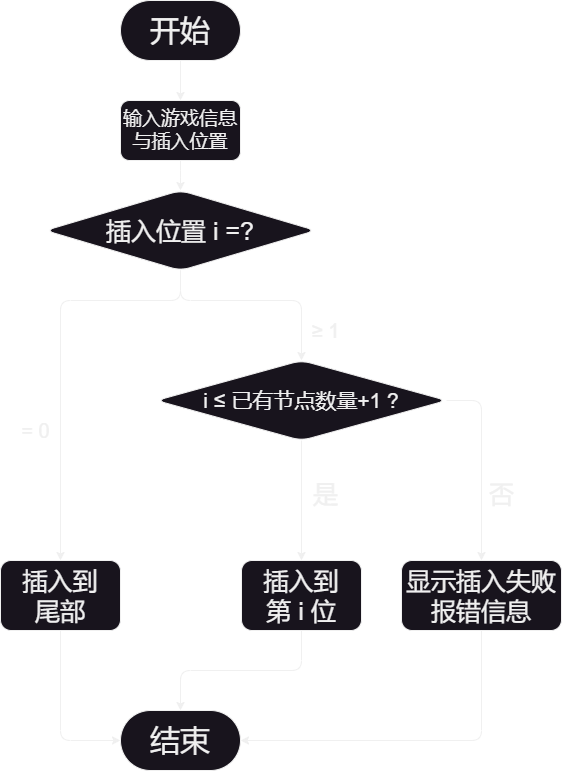 开始
输入游戏信息
与插入位置
插入位置 i =?
≥ 1
i ≤ 已有节点数量+1 ?
= 0
是
否
插入到
尾部
插入到
第 i 位
显示插入失败
报错信息
结束